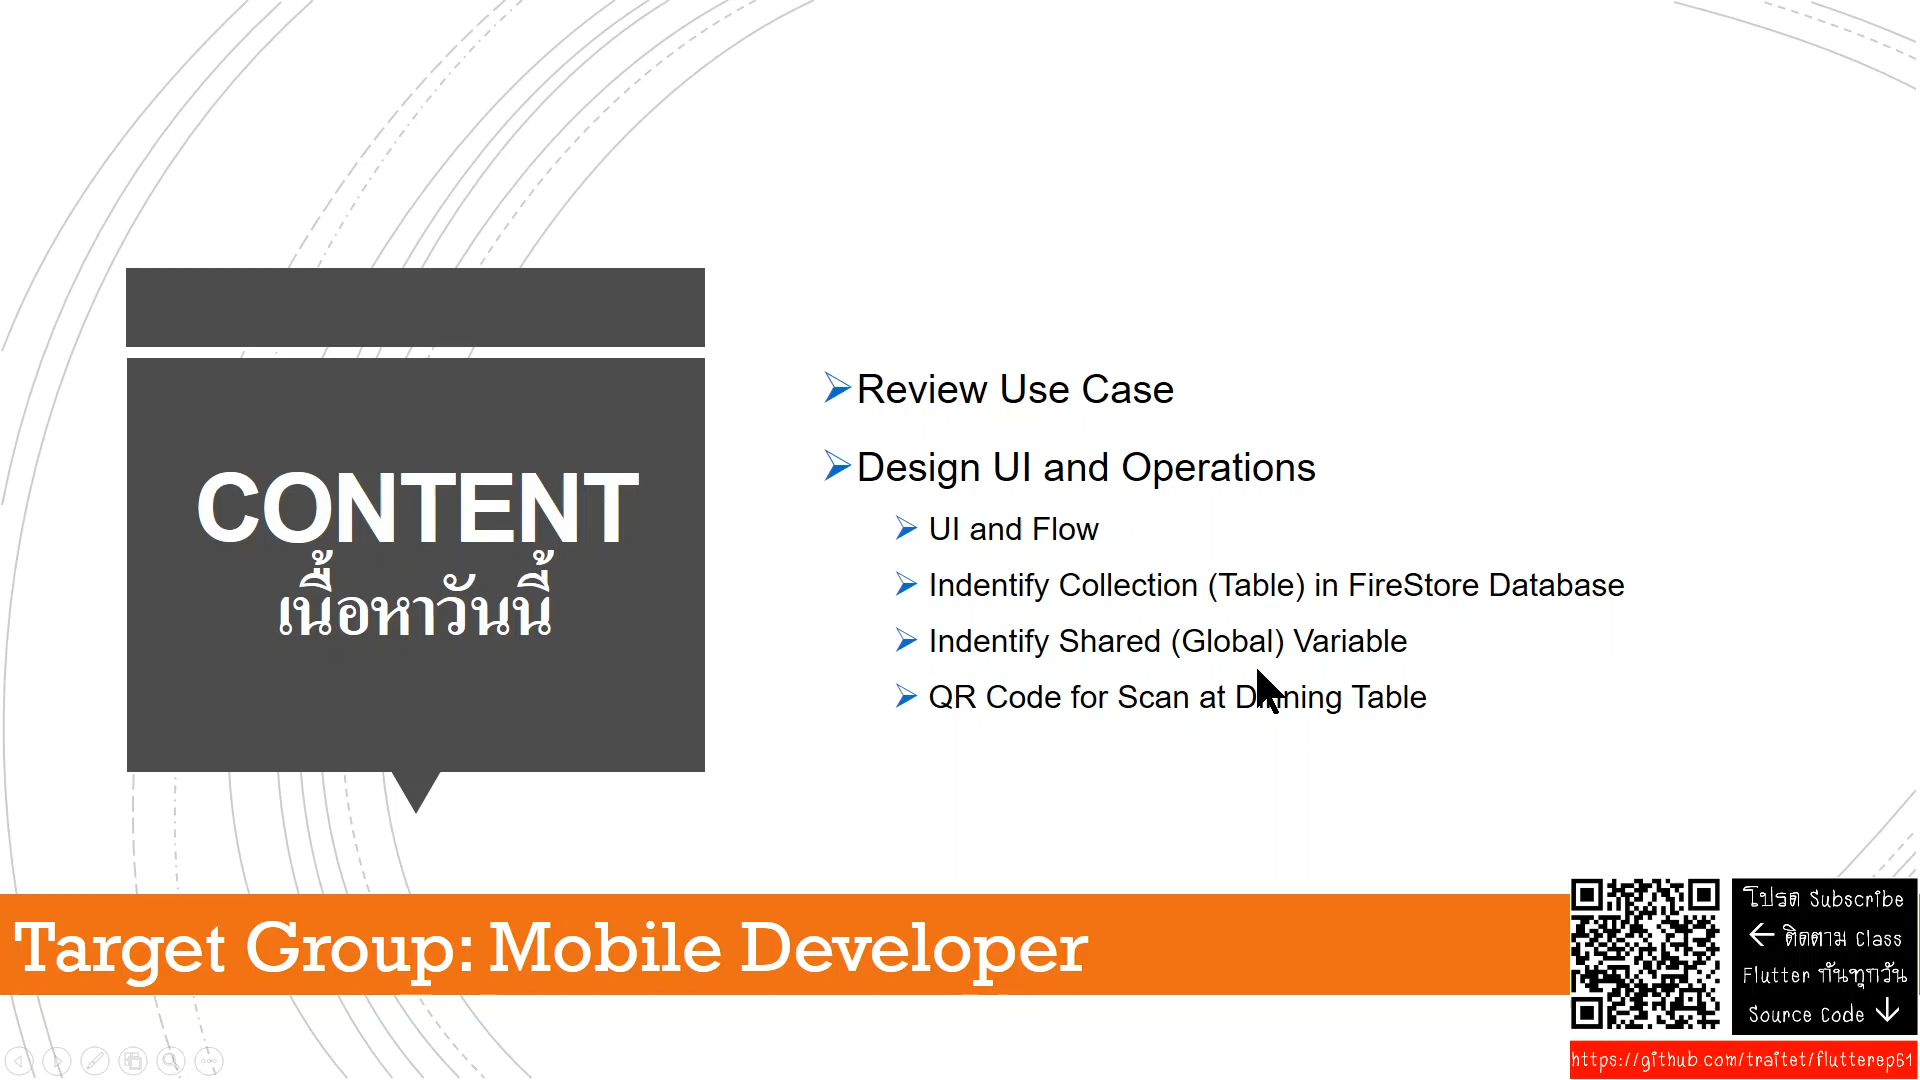 CONTENT
เนื้อหาวันนี้
Review Use Case
Design UI and Operations
UI and Flow
Indentify Collection (Table) in FireStore Database
Indentify Shared (Global) Variable
QR Code for Scan at Dinning Table
Target Group: Mobile Developer
โปรด Subscribe
← ติดตาม Class
Flutter กันทุกวัน
Source Code ↓
https://github.com/traitet/flutterep61